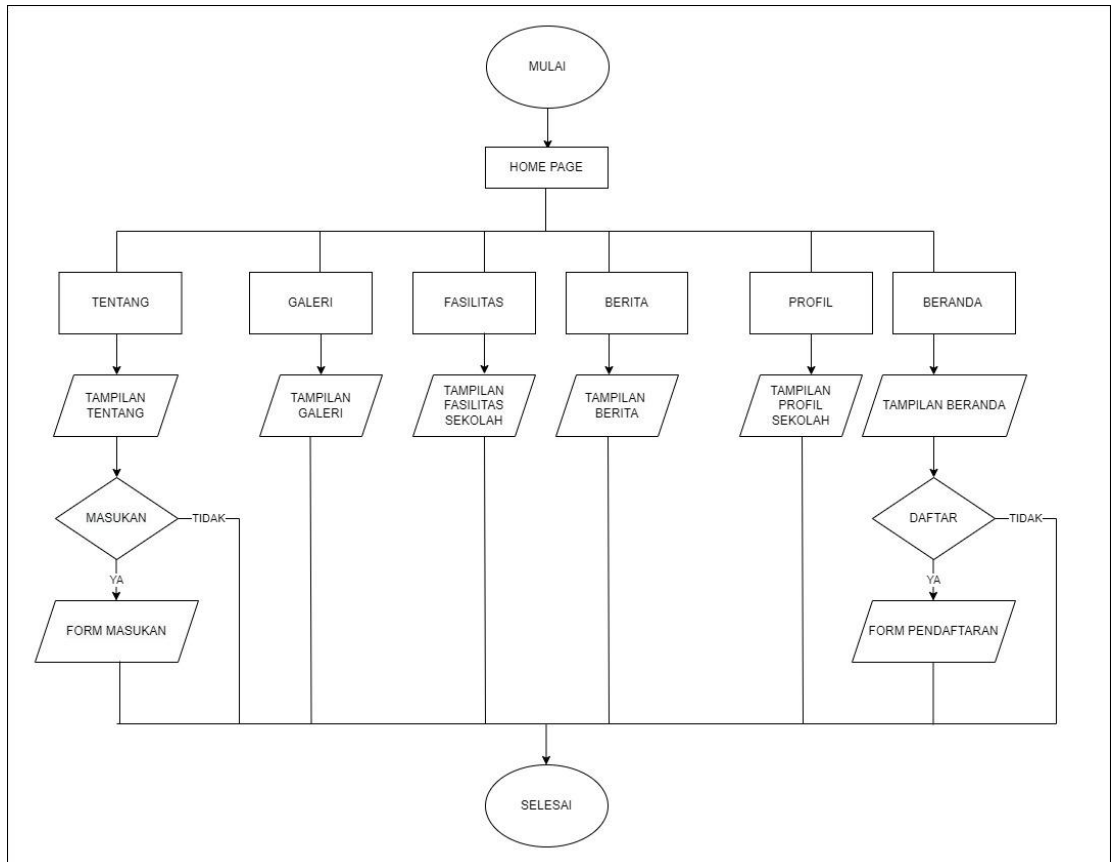 MULAI
HOME PAGE
TENTANG
GALERI
FASILITAS
BERITA
PROFIL
BERANDA
TAMPILAN
TENTANG
TAMPILAN
GALERI
TAMPILAN
FASILITAS
SEKOLAH
TAMPILAN
BERITA
TAMPILAN
PROFIL
SEKOLAH
TAMPILAN BERANDA
MASUKAN
TIDAK
DAFTAR
TIDAK
YA
YA
FORM MASUKAN
FORM PENDAFTARAN
SELESAI